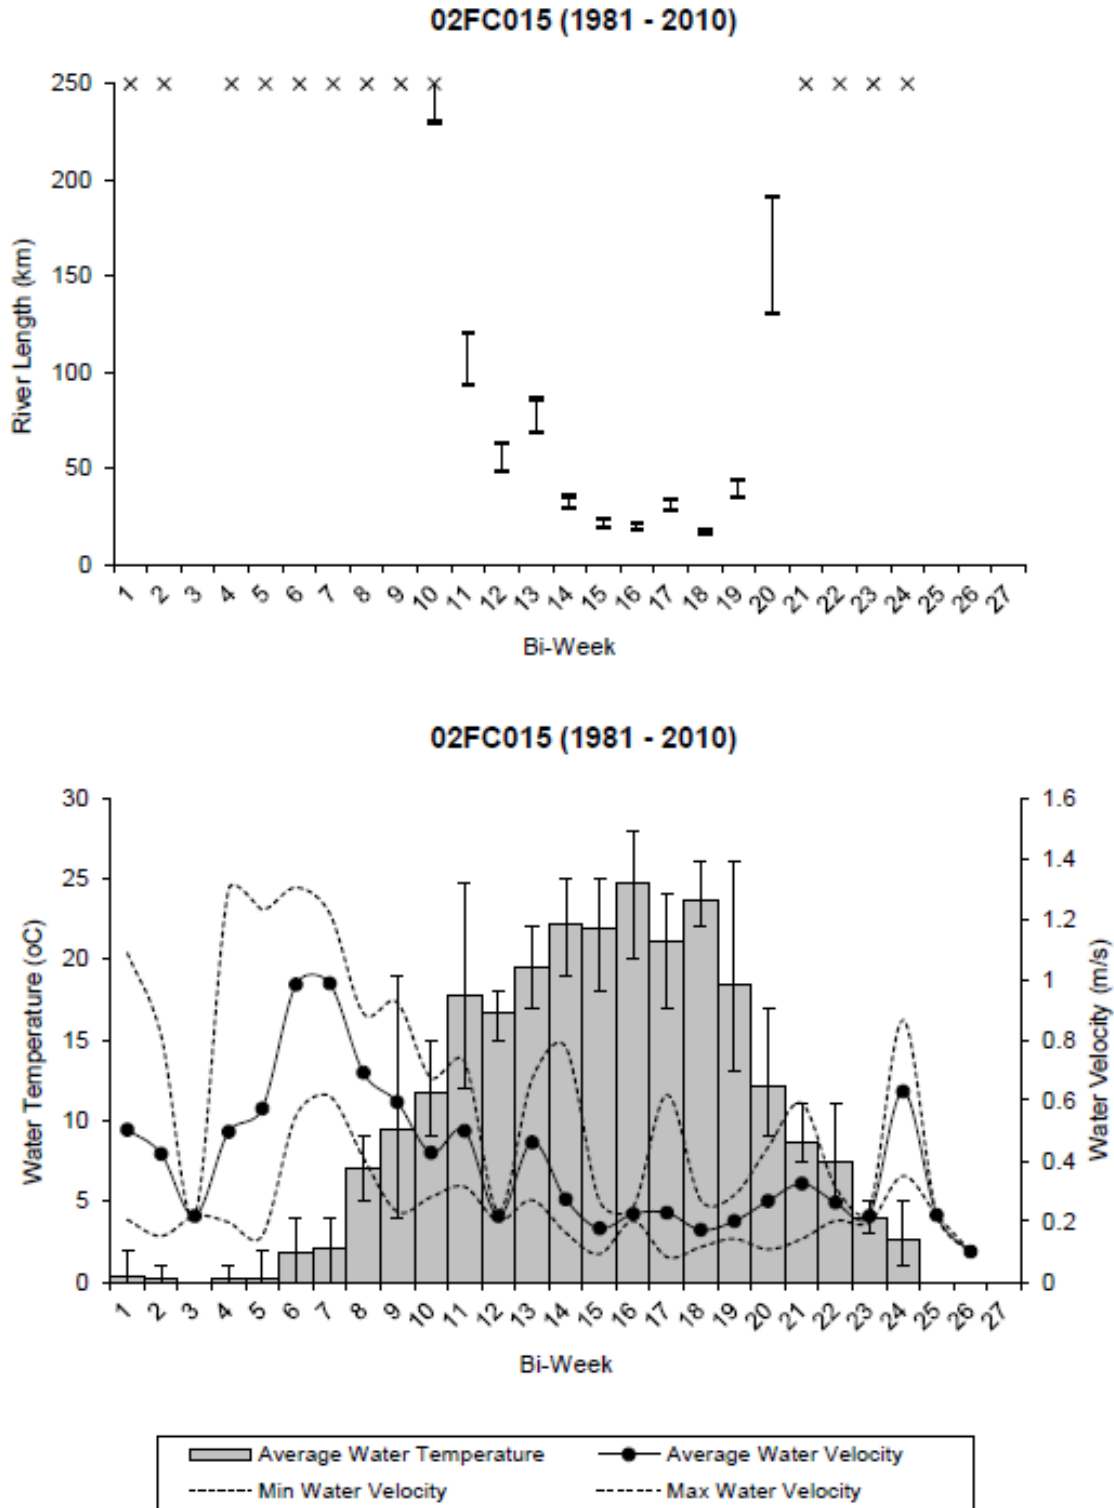 02FC015 (1981 - 2010)
250
200
150
100
50
0
River Length (km)
1 2 3 4 5 6 7 8 9 10 11 12 13 14 15 16 17 18 19 20 21 22 23 24 25 26 27
Bi-Week
02FC015 (1981 - 2010)
30
25
20
15
10
5
0
Water Temperature (oC)
1.6
1.4
1.2
1
0.8
0.6
0.4
0.2
0
Water Velocity (m/s)
1 2 3 4 5 6 7 8 9 10 11 12 13 14 15 16 17 18 19 20 21 22 23 24 25 26 27
Bi-Week
Average Water Temperature
Average Water Velocity
Min Water Velocity
Max Water Velocity